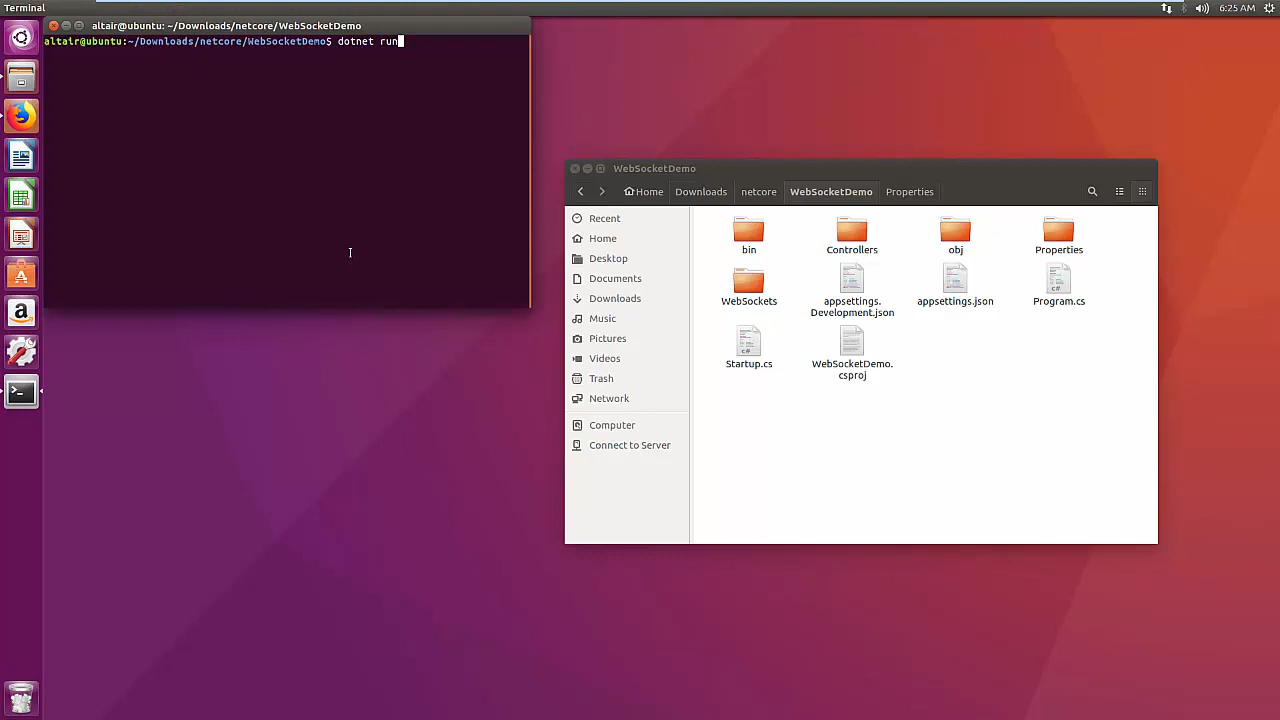 Terminal
6:25 AM
altair@ubuntu: ~/Downloads/netcore/WebSocketDemo
altair@ubuntu:~/Downloads/netcore/WebSocketDemo$ dotnet run
WebSocketDemo
Home
Downloads
netcore
WebSocketDemo
Properties
Recent
Home
Desktop
Documents
Downloads
Music
Pictures
Videos
Trash
Network
Computer
Connect to Server
bin
Controllers
obj
Properties
WebSockets
appsettings.
Development.json
appsettings.json
C#
Program.cs
C#
Startup.cs
WebSocketDemo.
csproj